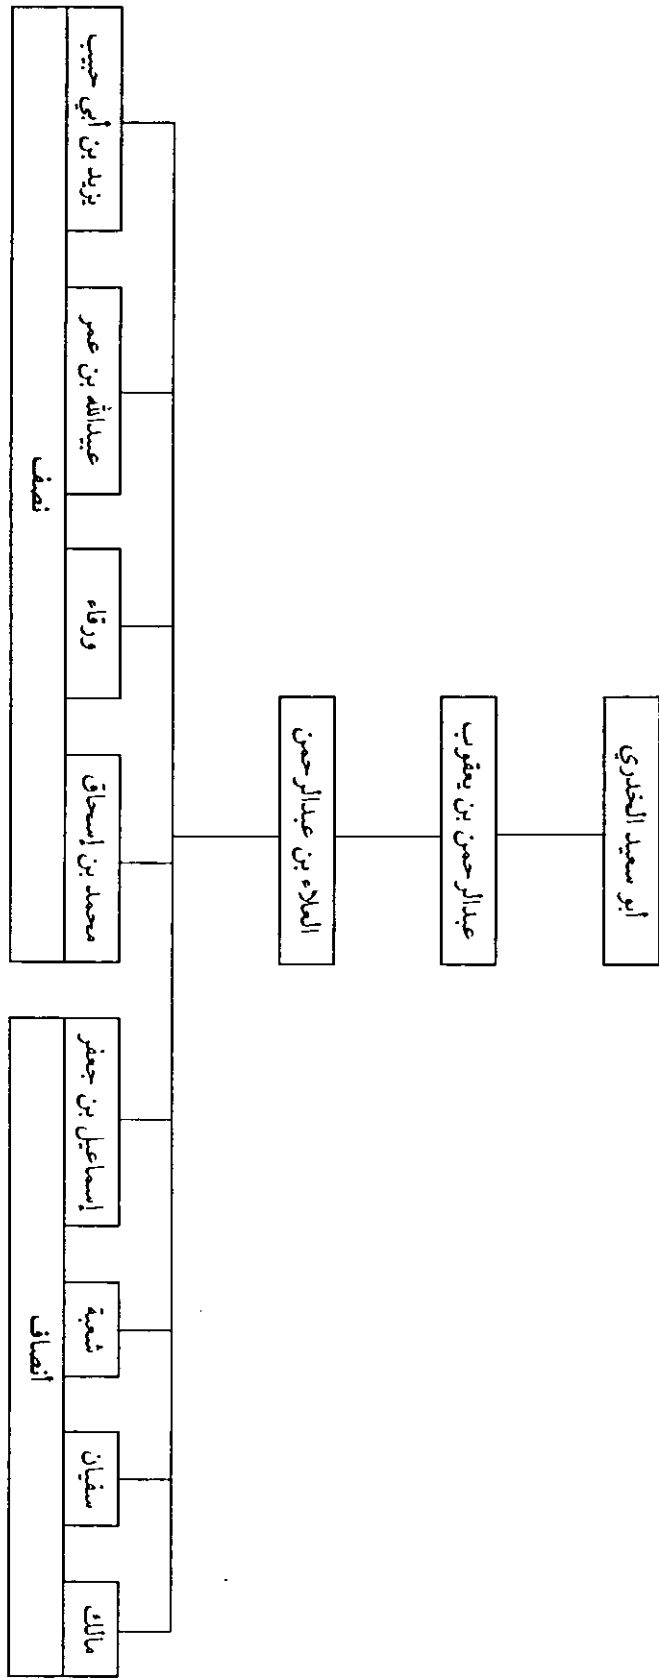 أبو سعيد الخدري
عبدالرحمن بن يعقوب
العلاء بن عبدالرحمن
مالك
سفيان
شعبة
إسماعيل بن جعفر
محمد بن إسحاق
ورقاء
عبيدالله بن عمر
يزيد بن أبي حبيب
أنصاف
نصف